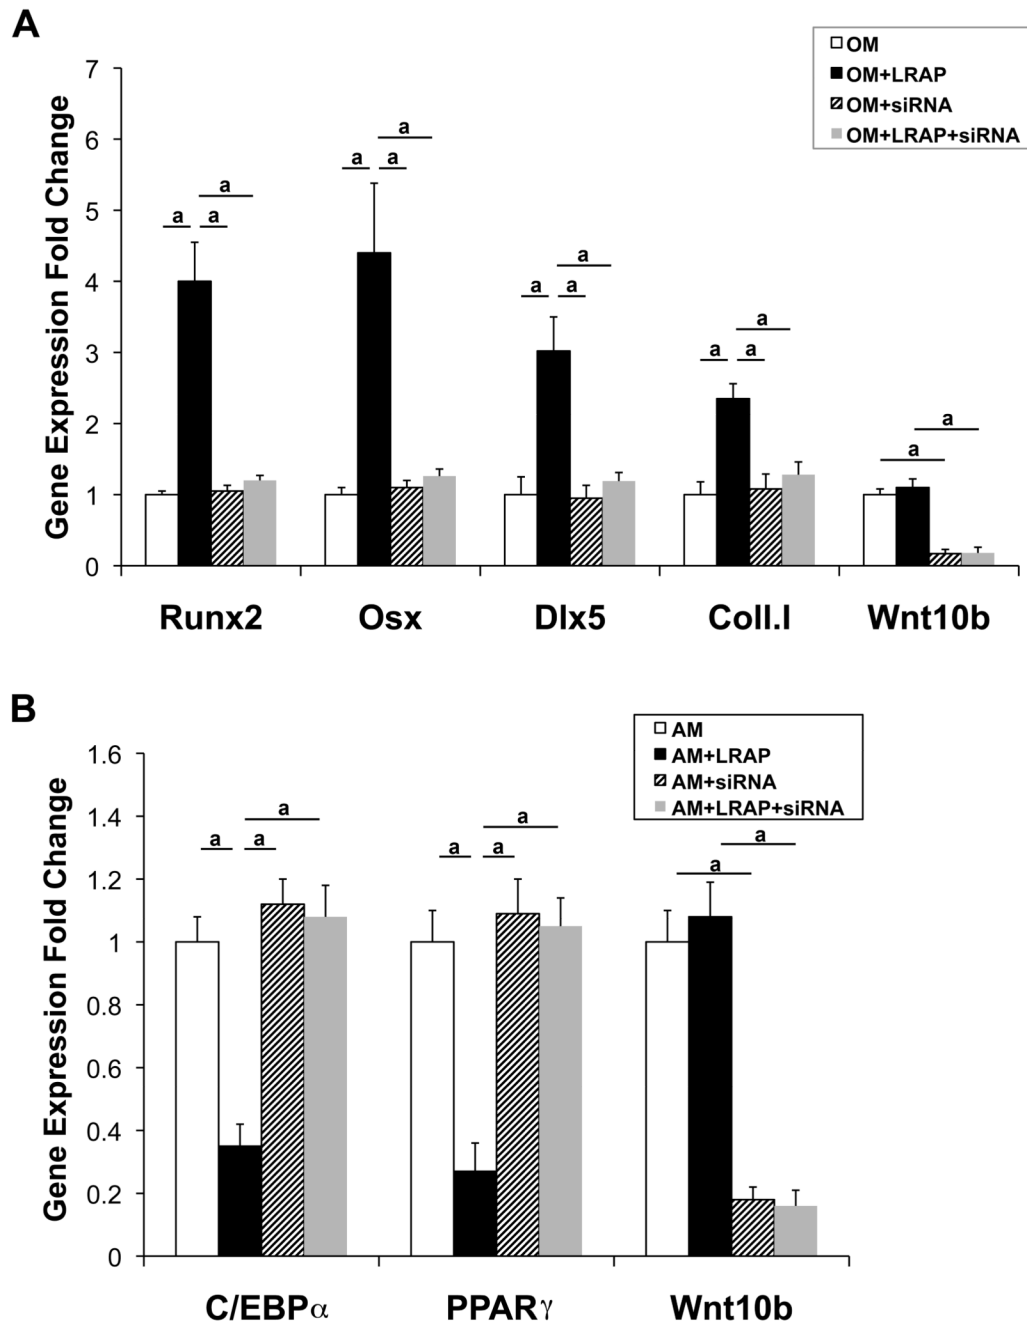 A
OM
OM+LRAP
OM+siRNA
OM+LRAP+siRNA
Gene Expression Fold Change
7
6
5
4
3
2
1
0
a
a a
a
a a
a
a a
a
a a
a
a
Runx2 Osx Dlx5 Coll.I Wnt10b
B
AM
AM+LRAP
AM+siRNA
AM+LRAP+siRNA
Gene Expression Fold Change
1.6
1.4
1.2
1
0.8
0.6
0.4
0.2
0
a
a a
a
a a
a
a
C/EBPα PPARγ Wnt10b